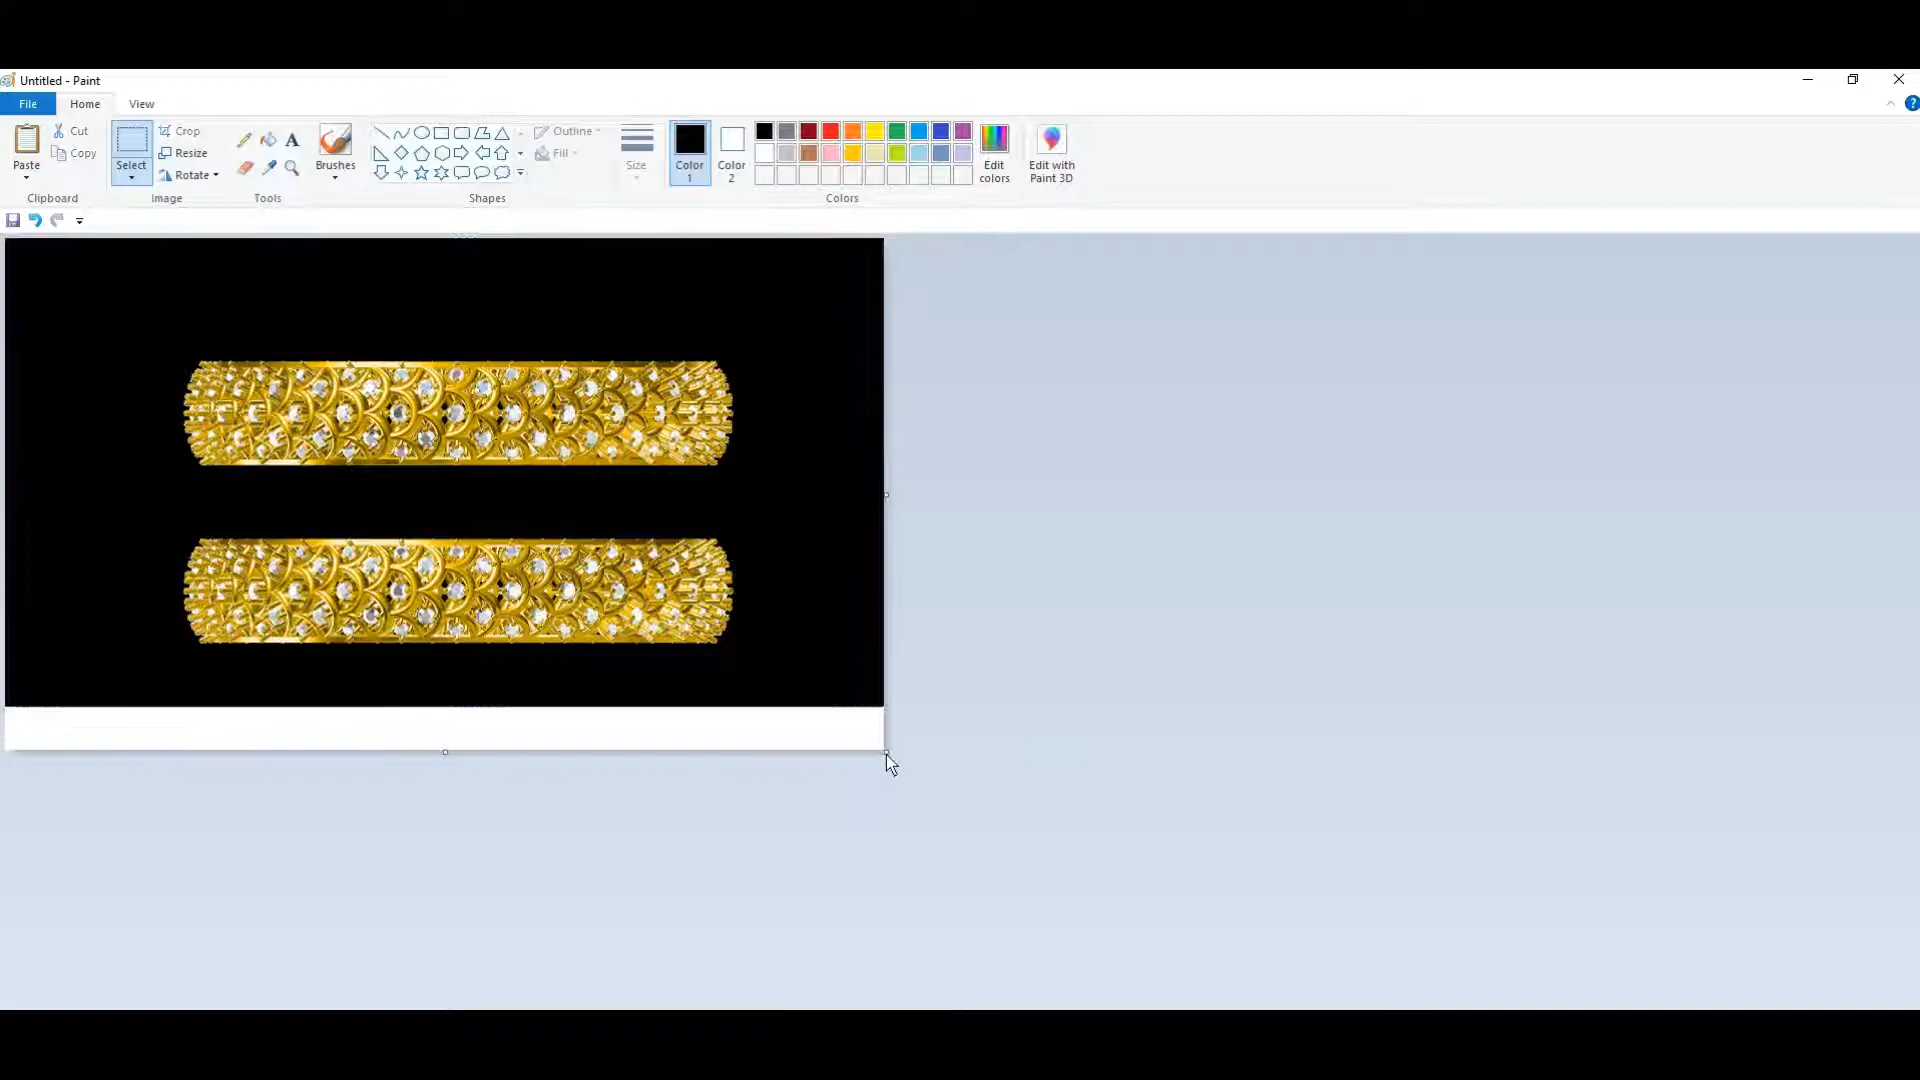 Untitled - Paint
File Home View
Paste Cut Copy Select Crop Resize Rotate A Brushes Outline Fill Size Color 1 Color 2 Edit colors Edit with Paint 3D ?
Clipboard Image Tools Shapes Colors